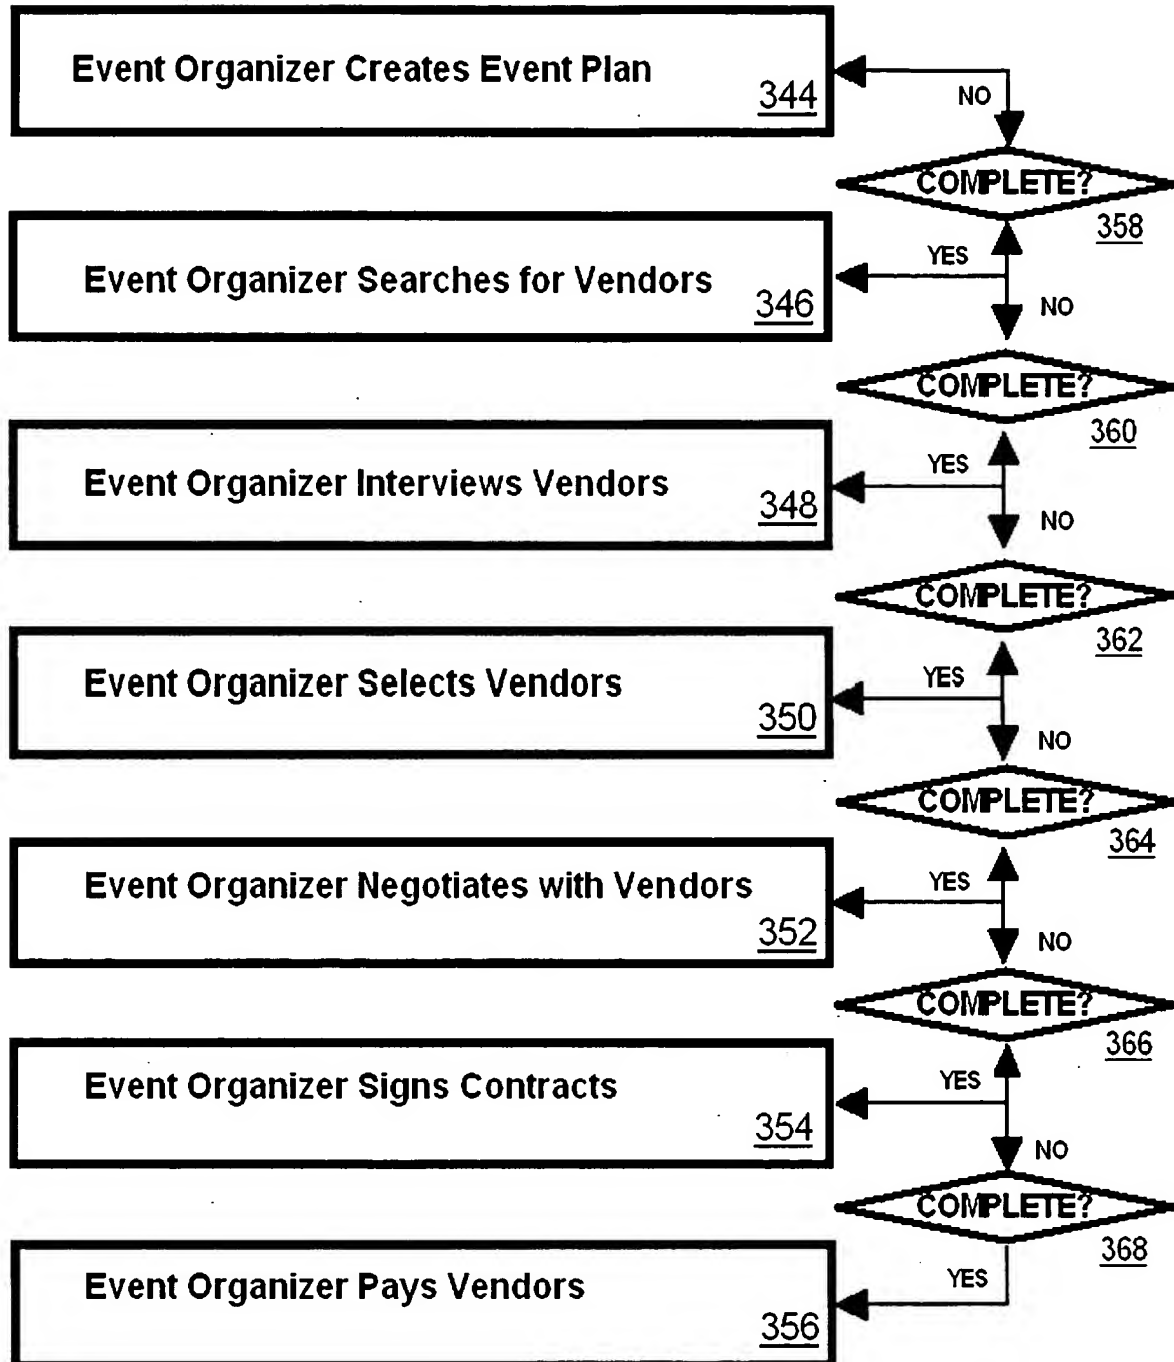 Event Organizer Creates Event Plan
344
NO
COMPLETE?
358
YES
Event Organizer Searches for Vendors
346
NO
COMPLETE?
360
YES
Event Organizer Interviews Vendors
348
NO
COMPLETE?
362
YES
Event Organizer Selects Vendors
350
NO
COMPLETE?
364
YES
Event Organizer Negotiates with Vendors
352
NO
COMPLETE?
366
YES
Event Organizer Signs Contracts
354
NO
COMPLETE?
368
YES
Event Organizer Pays Vendors
356